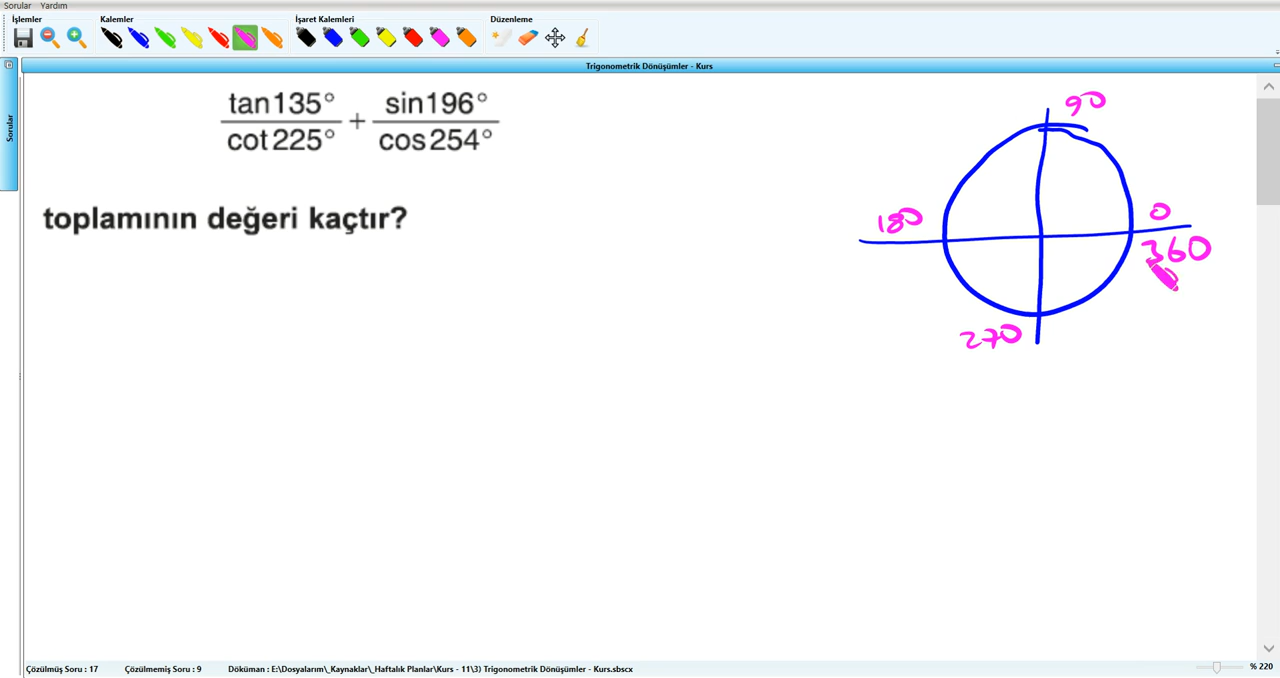 Sorular Yardım
İşlemler Kalemler İşaret Kalemleri Düzenleme
Trigonometrik Dönüşümler - Kurs
Sorular
tan135° / cot225° + sin196° / cos254°
toplamının değeri kaçtır?
90
180
0
360
270
Çözülmüş Soru : 17 Çözülmemiş Soru : 9 Döküman : E:\Dosyalarım\_Kaynaklar\_Haftalık Planlar\Kurs - 11\3) Trigonometrik Dönüşümler - Kurs.sbscx % 220